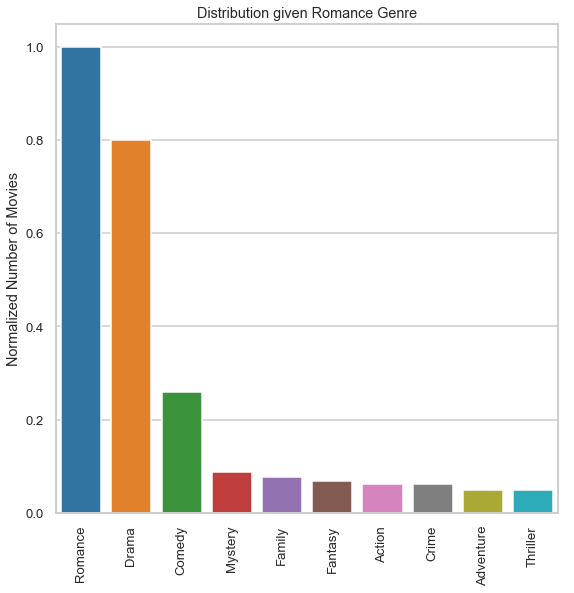 Distribution given Romance Genre
Normalized Number of Movies
1.0
0.8
0.6
0.4
0.2
0.0
Romance
Drama
Comedy
Mystery
Family
Fantasy
Action
Crime
Adventure
Thriller